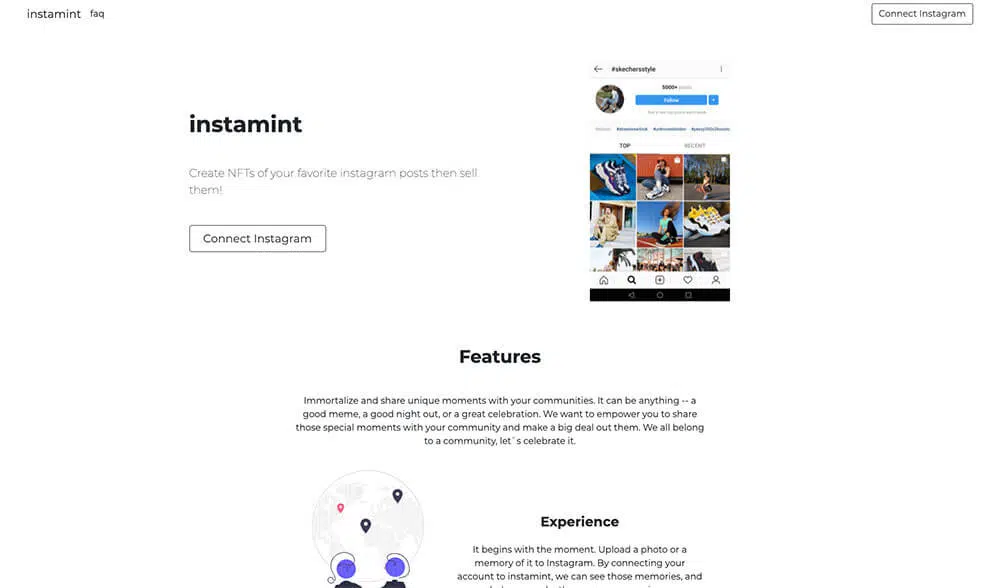 instamint faq
Connect Instagram
instamint
Create NFTs of your favorite instagram posts then sell
them!
Connect Instagram
#skechersstyle
5000+ posts
Follow
TOP
RECENT
Features
Immortalize and share unique moments with your communities. It can be anything -- a
good meme, a good night out, or a great celebration. We want to empower you to share
those special moments with your community and make a big deal out them. We all belong
to a community, let`s celebrate it.
Experience
It begins with the moment. Upload a photo or a
memory of it to Instagram. By connecting your
account to instamint, we can see those memories, and